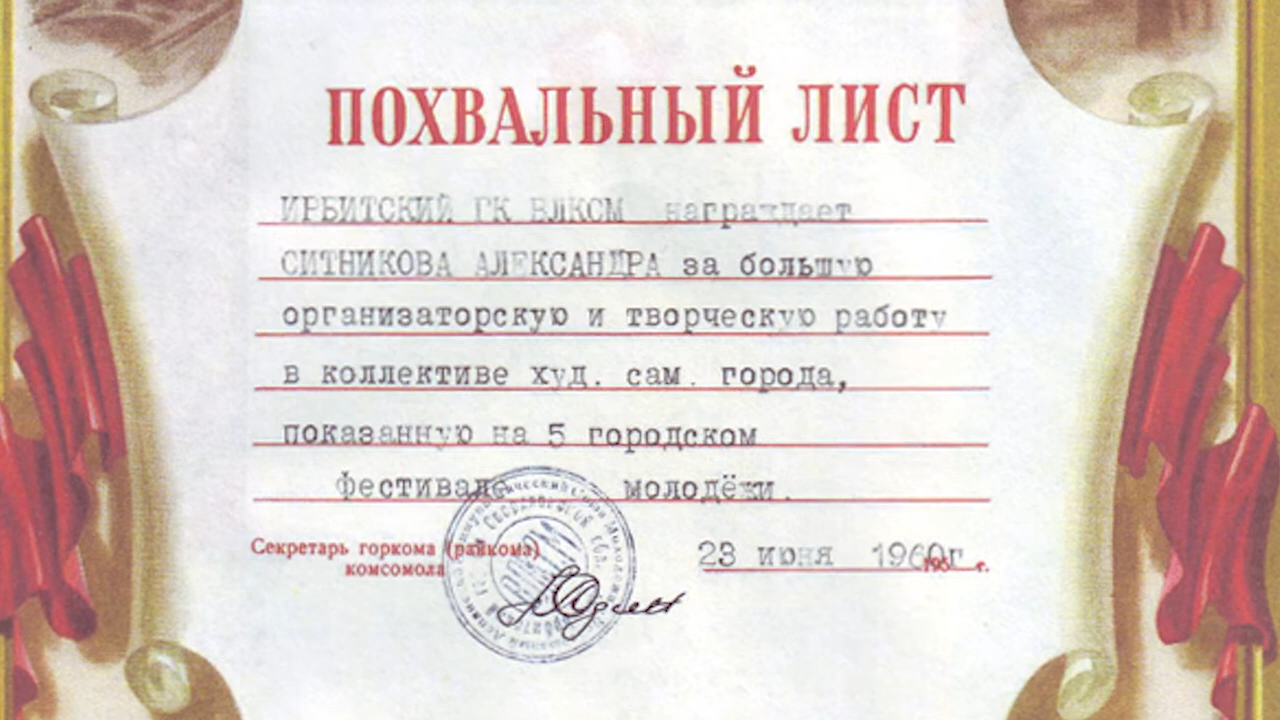 ПОХВАЛЬНЫЙ ЛИСТ
ИРБИТСКИЙ ГК ВЛКСМ награждает
СИТНИКОВА АЛЕКСАНДРА за большую
организаторскую и творческую работу
в коллективе худ. сам. города,
показанную на 5 городском
фестивале молодёжи.
Секретарь горкома (райкома)
комсомола
23 июня 1960г
195 г.